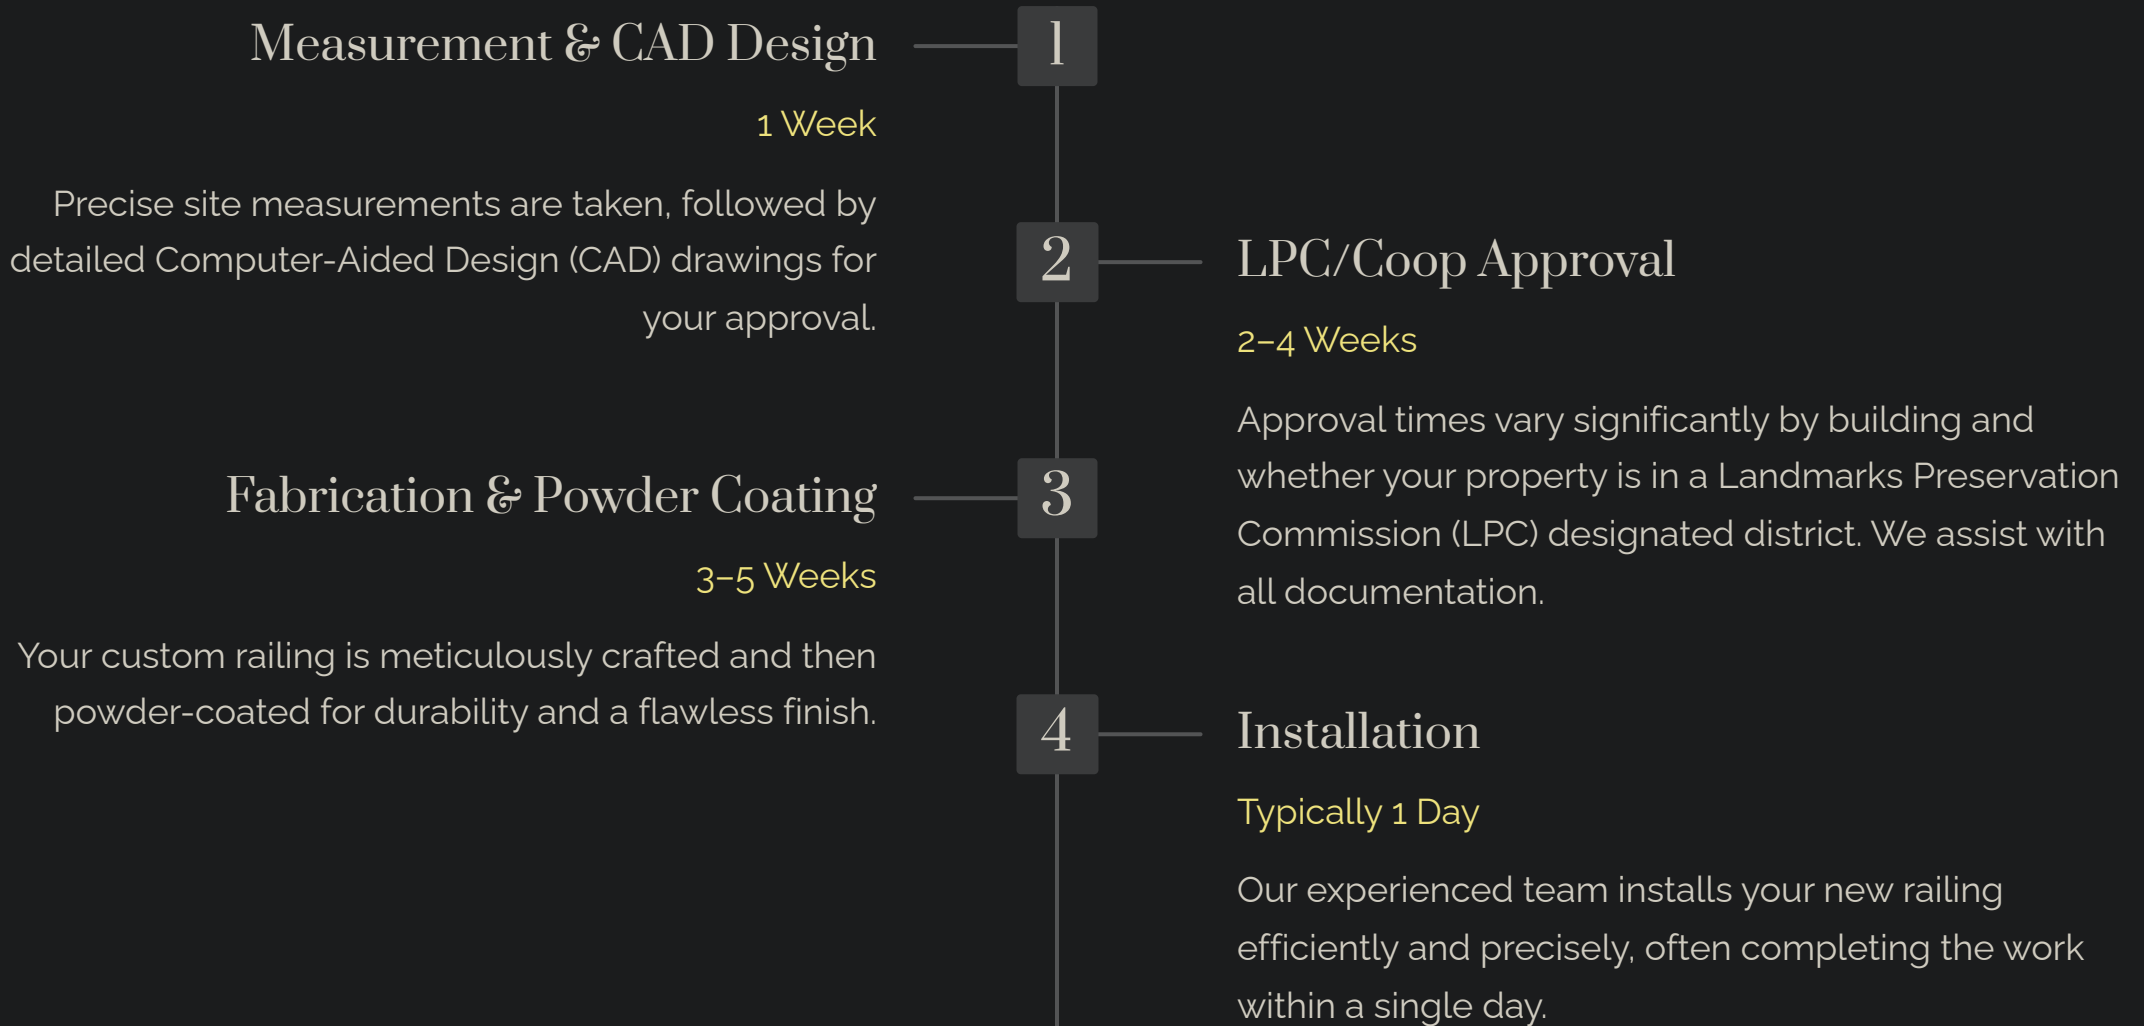 Measurement & CAD Design
1
1 Week
Precise site measurements are taken, followed by
detailed Computer-Aided Design (CAD) drawings for
your approval.
2
LPC/Coop Approval
2–4 Weeks
Approval times vary significantly by building and
whether your property is in a Landmarks Preservation
Commission (LPC) designated district. We assist with
all documentation.
Fabrication & Powder Coating
3
3–5 Weeks
Your custom railing is meticulously crafted and then
powder-coated for durability and a flawless finish.
4
Installation
Typically 1 Day
Our experienced team installs your new railing
efficiently and precisely, often completing the work
within a single day.